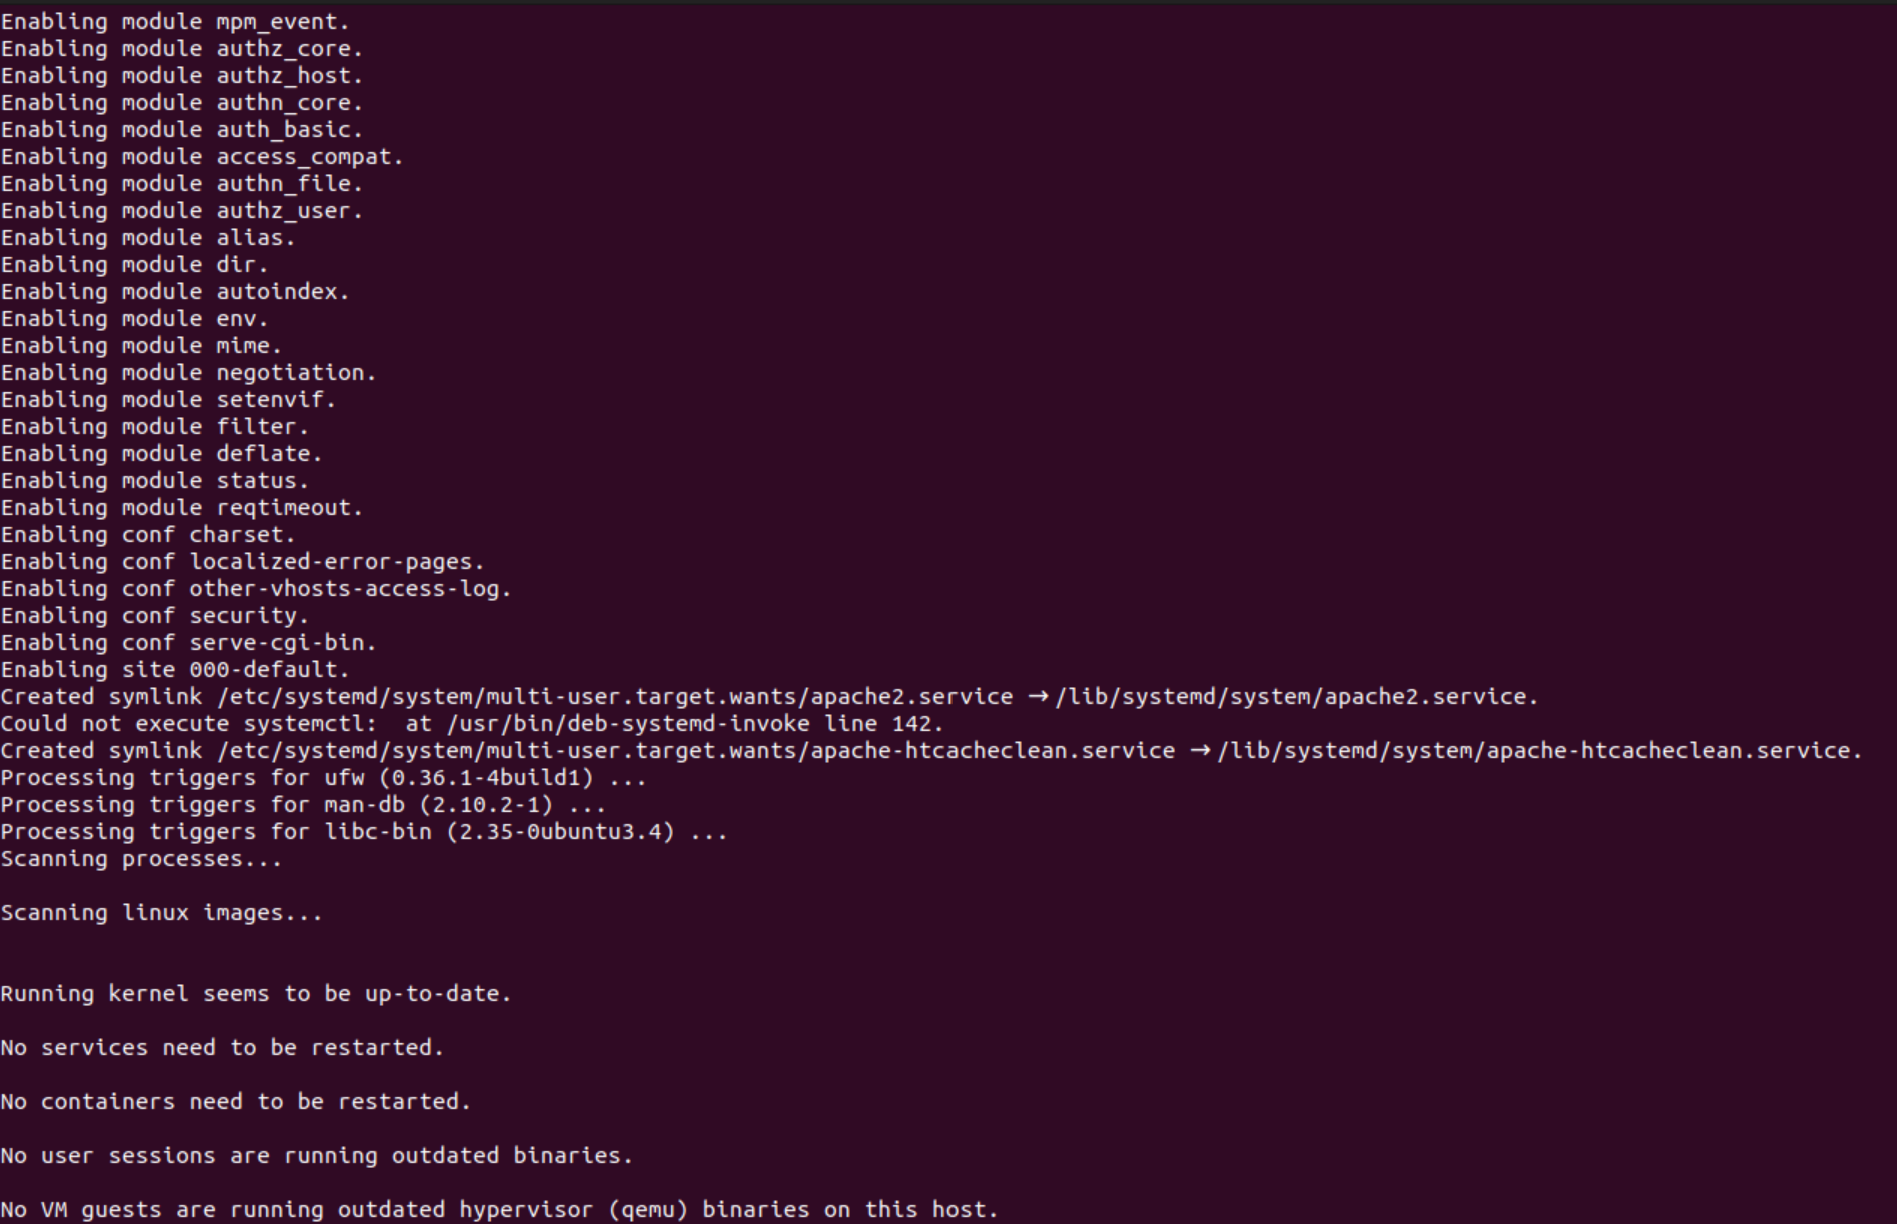 Enabling module mpm_event.
Enabling module authz_core.
Enabling module authz_host.
Enabling module authn_core.
Enabling module auth_basic.
Enabling module access_compat.
Enabling module authn_file.
Enabling module authz_user.
Enabling module alias.
Enabling module dir.
Enabling module autoindex.
Enabling module env.
Enabling module mime.
Enabling module negotiation.
Enabling module setenvif.
Enabling module filter.
Enabling module deflate.
Enabling module status.
Enabling module reqtimeout.
Enabling conf charset.
Enabling conf localized-error-pages.
Enabling conf other-vhosts-access-log.
Enabling conf security.
Enabling conf serve-cgi-bin.
Enabling site 000-default.
Created symlink /etc/systemd/system/multi-user.target.wants/apache2.service → /lib/systemd/system/apache2.service.
Could not execute systemctl:  at /usr/bin/deb-systemd-invoke line 142.
Created symlink /etc/systemd/system/multi-user.target.wants/apache-htcacheclean.service → /lib/systemd/system/apache-htcacheclean.service.
Processing triggers for ufw (0.36.1-4build1) ...
Processing triggers for man-db (2.10.2-1) ...
Processing triggers for libc-bin (2.35-0ubuntu3.4) ...
Scanning processes...
Scanning linux images...
Running kernel seems to be up-to-date.
No services need to be restarted.
No containers need to be restarted.
No user sessions are running outdated binaries.
No VM guests are running outdated hypervisor (qemu) binaries on this host.